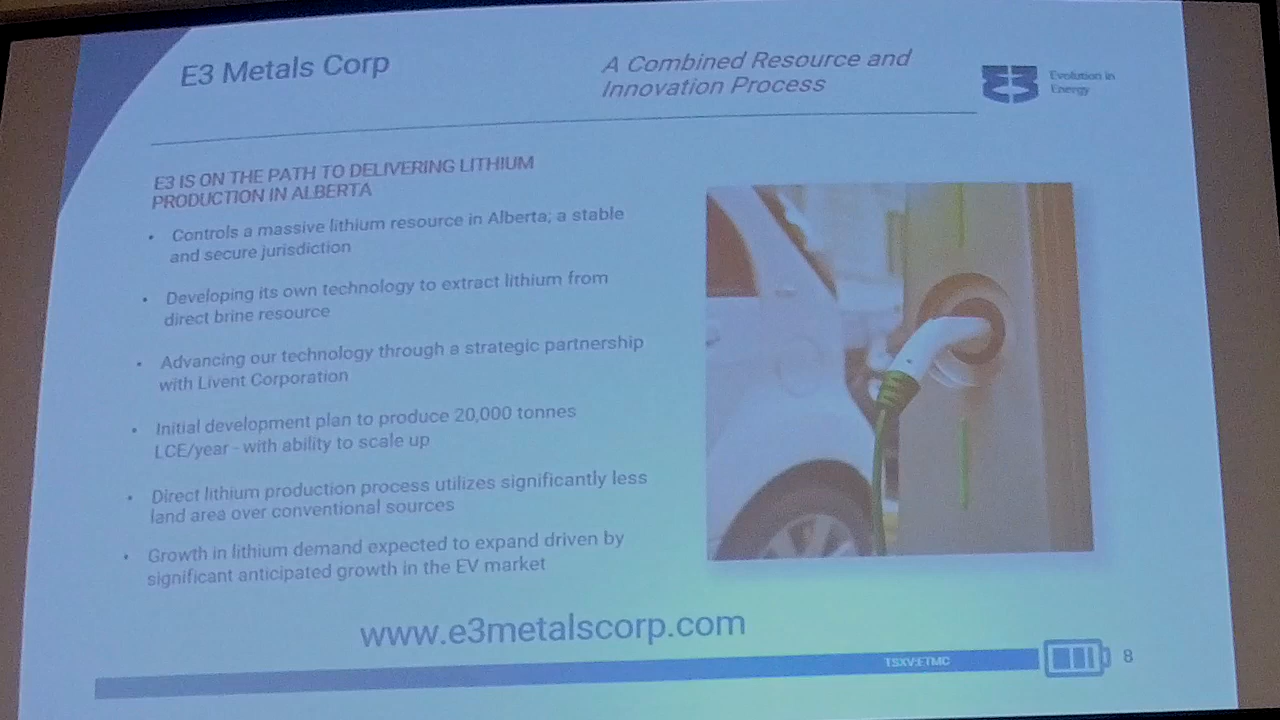 E3 Metals Corp
A Combined Resource and
Innovation Process
Evolution in
Energy
E3 IS ON THE PATH TO DELIVERING LITHIUM
PRODUCTION IN ALBERTA
• Controls a massive lithium resource in Alberta; a stable
and secure jurisdiction
• Developing its own technology to extract lithium from
direct brine resource
• Advancing our technology through a strategic partnership
with Livent Corporation
• Initial development plan to produce 20,000 tonnes
LCE/year - with ability to scale up
• Direct lithium production process utilizes significantly less
land area over conventional sources
• Growth in lithium demand expected to expand driven by
significant anticipated growth in the EV market
www.e3metalscorp.com
TSXV:ETMC
8